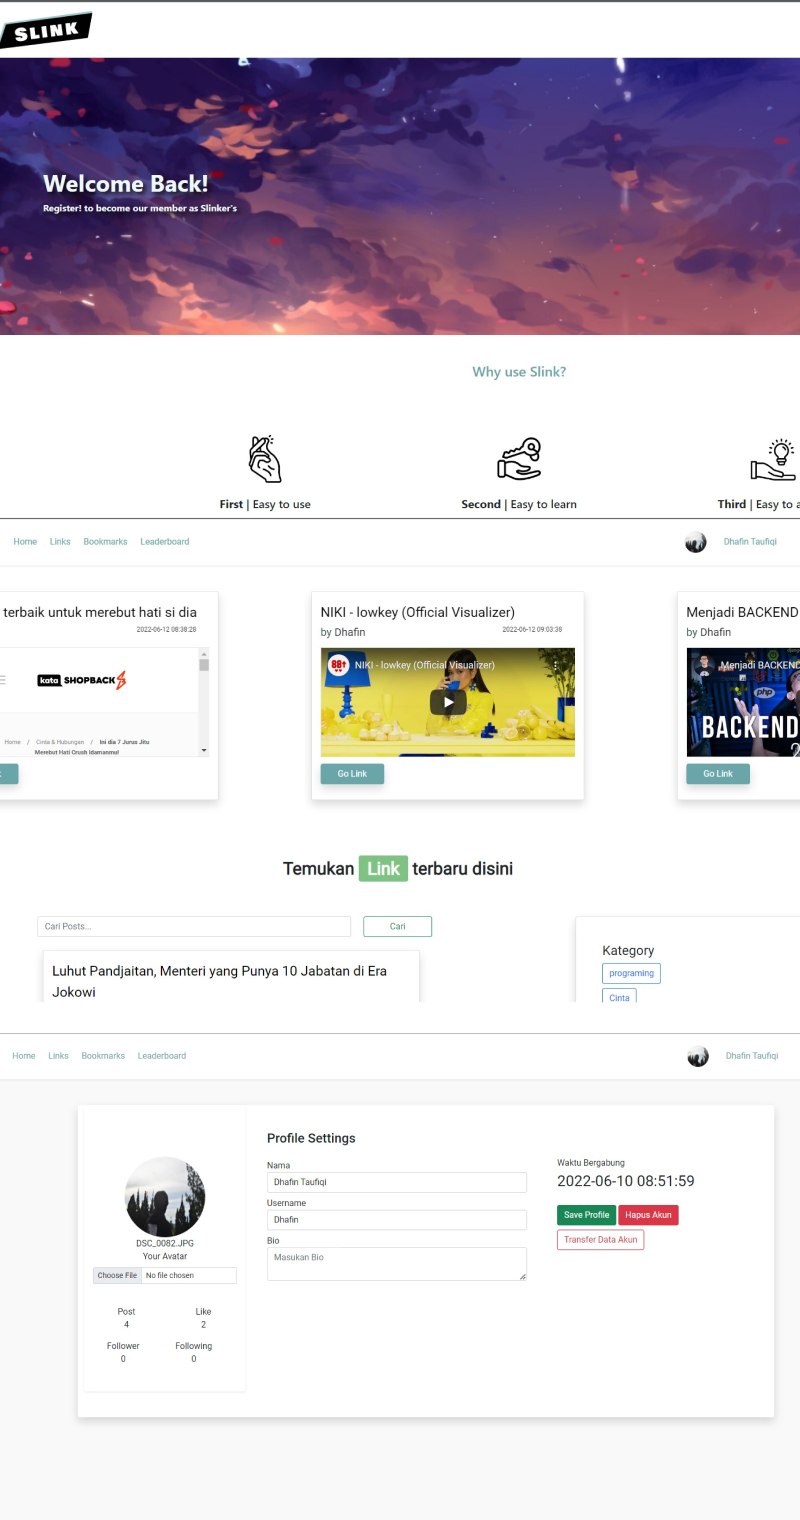 SLINK
Welcome Back!
Register! to become our member as Slinker's
Why use Slink?
First | Easy to use
Second | Easy to learn
Third | Easy to a
Home Links Bookmarks Leaderboard
Dhafin Taufiqi
terbaik untuk merebut hati si dia
2022-06-12 08:38:28
kata SHOPBACK
Home / Cinta & Hubungan / Ini dia 7 Jurus Jitu
Merebut Hati Crush Idamanmu!
NIKI - lowkey (Official Visualizer)
by Dhafin
2022-06-12 09:03:38
88↑ NIKI - lowkey (Official Visualizer)
Go Link
Menjadi BACKEND
by Dhafin
Menjadi BACKEND
php
BACKEND
2
Go Link
Temukan Link terbaru disini
Cari Posts...
Cari
Luhut Pandjaitan, Menteri yang Punya 10 Jabatan di Era
Jokowi
Kategory
programing
Cinta
Home Links Bookmarks Leaderboard
Dhafin Taufiqi
DSC_0082.JPG
Your Avatar
Choose File No file chosen
Post Like
4 2
Follower Following
0 0
Profile Settings
Nama
Dhafin Taufiqi
Username
Dhafin
Bio
Masukan Bio
Waktu Bergabung
2022-06-10 08:51:59
Save Profile Hapus Akun
Transfer Data Akun